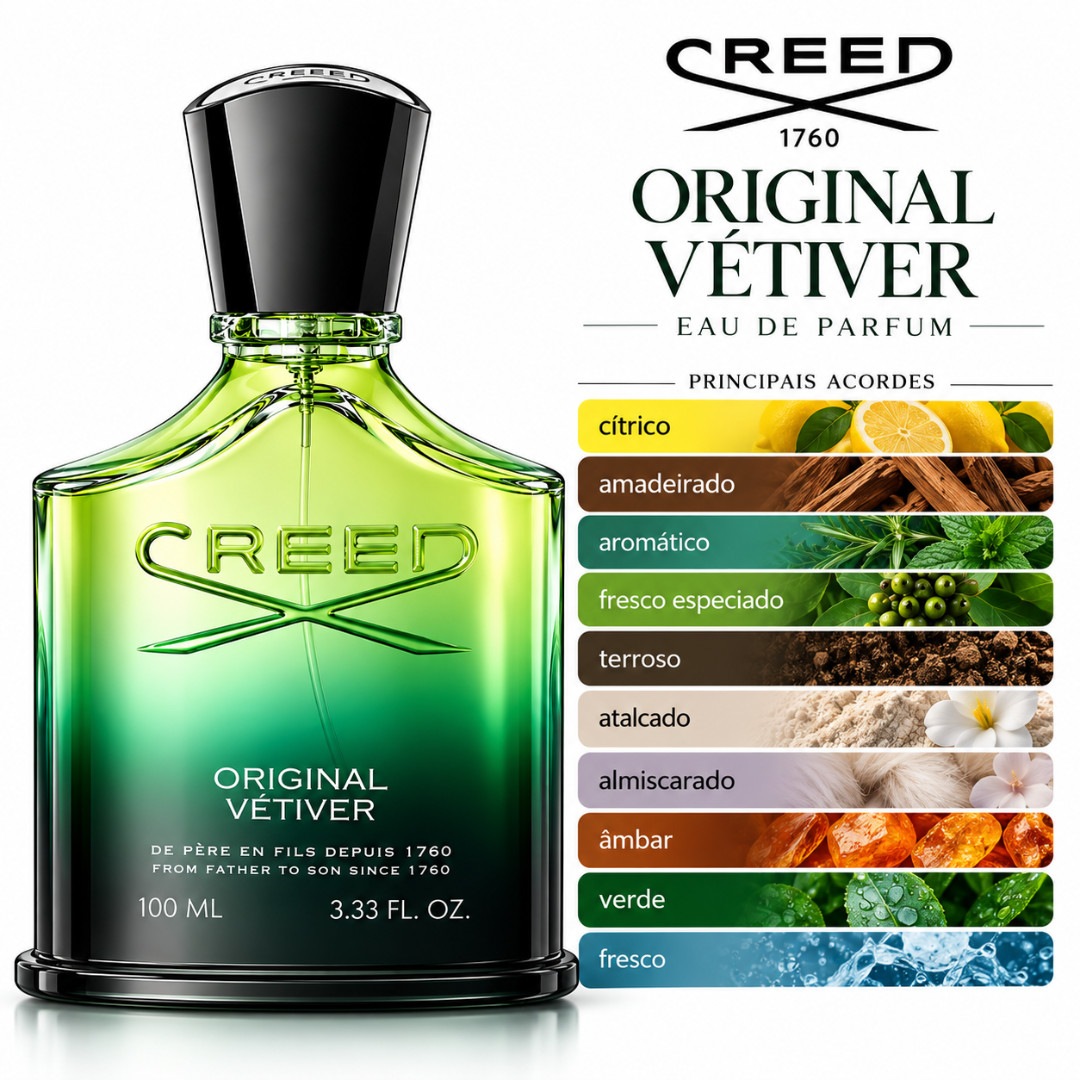 CREEED
CREED
ORIGINAL
VÉTIVER
DE PÈRE EN FILS DEPUIS 1760
FROM FATHER TO SON SINCE 1760
100 ML 3.33 FL. OZ.
CREED
1760
ORIGINAL
VÉTIVER
EAU DE PARFUM
PRINCIPAIS ACORDES
cítrico
amadeirado
aromático
fresco especiado
terroso
atalcado
almiscarado
âmbar
verde
fresco